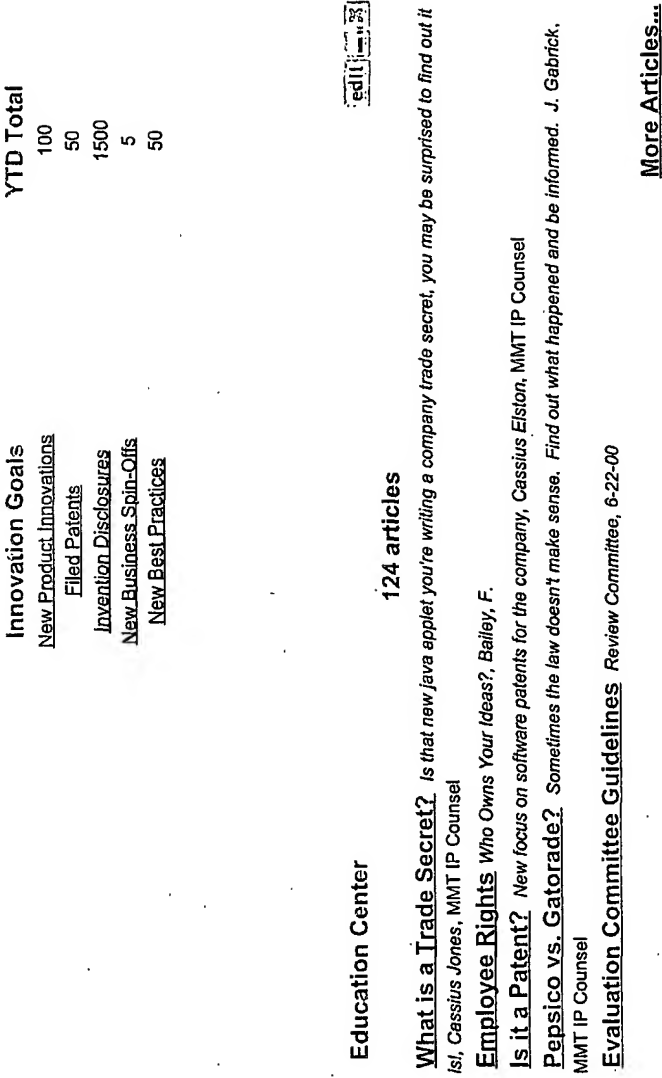 Innovation Goals YTD Total
New Product Innovations 100
Filed Patents 50
Invention Disclosures 1500
New Business Spin-Offs 5
New Best Practices 50
Education Center 124 articles edit
What is a Trade Secret? Is that new java applet you're writing a company trade secret, you may be surprised to find out it
is!, Cassius Jones, MMT IP Counsel
Employee Rights Who Owns Your Ideas?, Bailey, F.
Is it a Patent? New focus on software patents for the company, Cassius Elston, MMT IP Counsel
Pepsico vs. Gatorade? Sometimes the law doesn't make sense. Find out what happened and be informed. J. Gabrick,
MMT IP Counsel
Evaluation Committee Guidelines Review Committee, 6-22-00
More Articles...